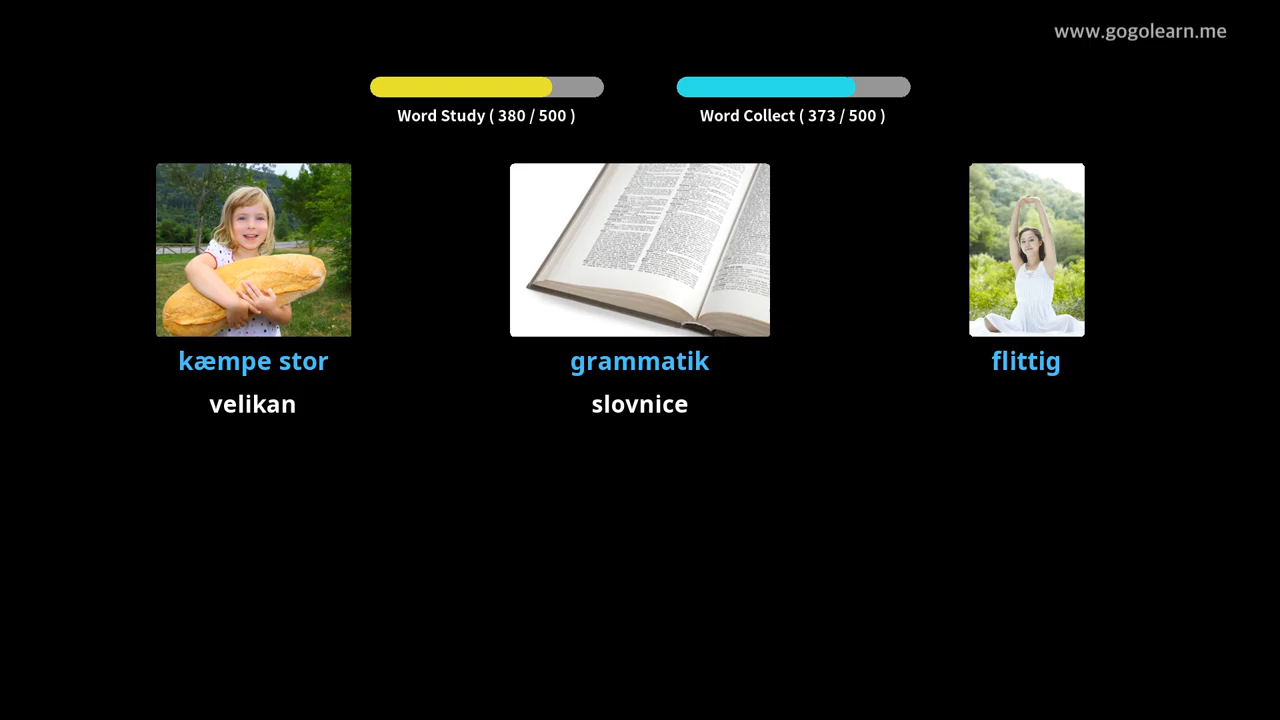 www.gogolearn.me
Word Study ( 380 / 500 )
Word Collect ( 373 / 500 )
kæmpe stor
grammatik
flittig
velikan
slovnice